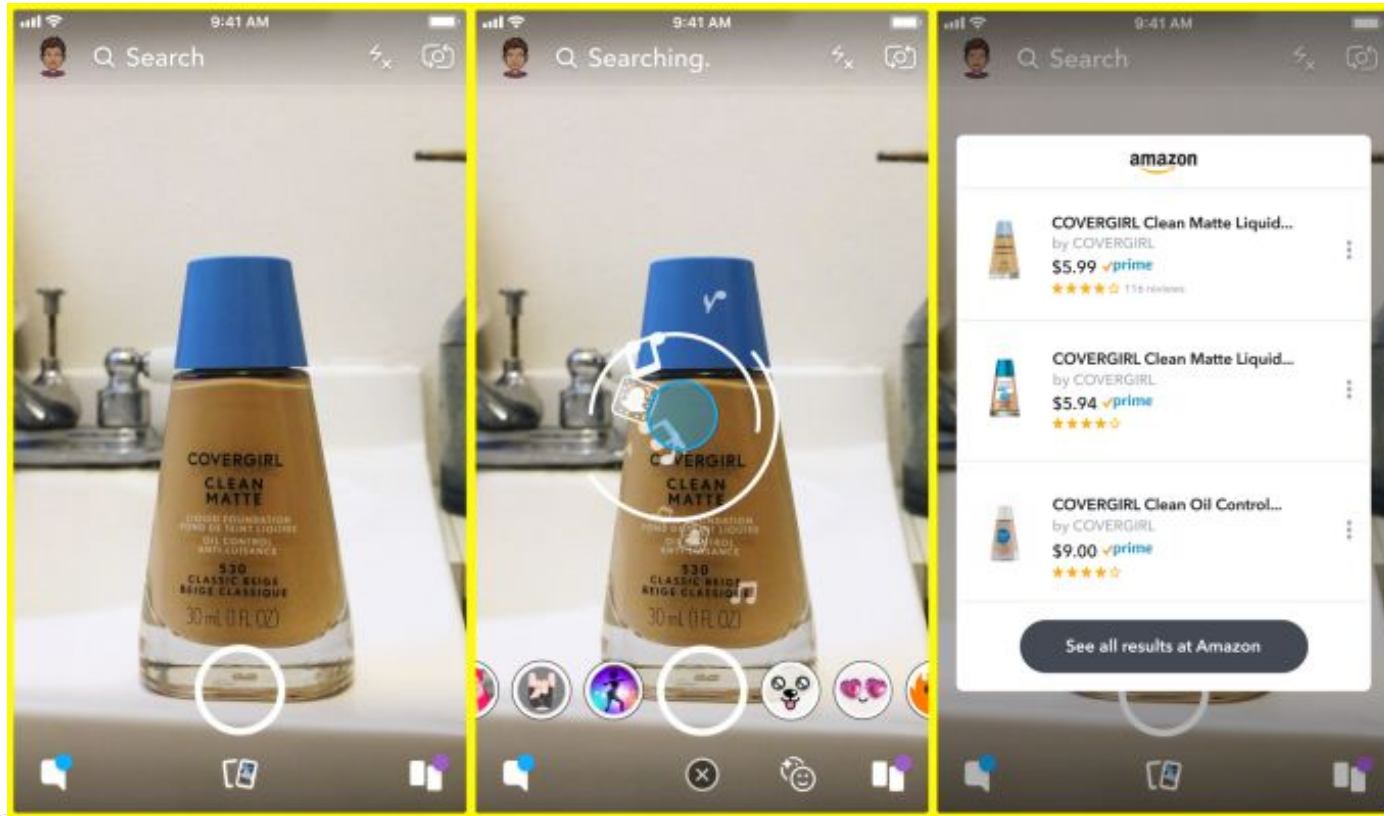 9:41 AM
Search
COVERGIRL
CLEAN
MATTE
LIQUID FOUNDATION
FOND DE TEINT LIQUIDE
OIL CONTROL
ANTI-LUISANCE
530
CLASSIC BEIGE
BEIGE CLASSIQUE
30 mL (1 FL OZ)
9:41 AM
Searching.
COVERGIRL
CLEAN
MATTE
530
CLASSIC BEIGE
BEIGE CLASSIQUE
30 mL (1 FL OZ)
9:41 AM
Search
amazon
COVERGIRL Clean Matte Liquid...
by COVERGIRL
$5.99 prime
116 reviews
COVERGIRL Clean Matte Liquid...
by COVERGIRL
$5.94 prime
COVERGIRL Clean Oil Control...
by COVERGIRL
$9.00 prime
See all results at Amazon